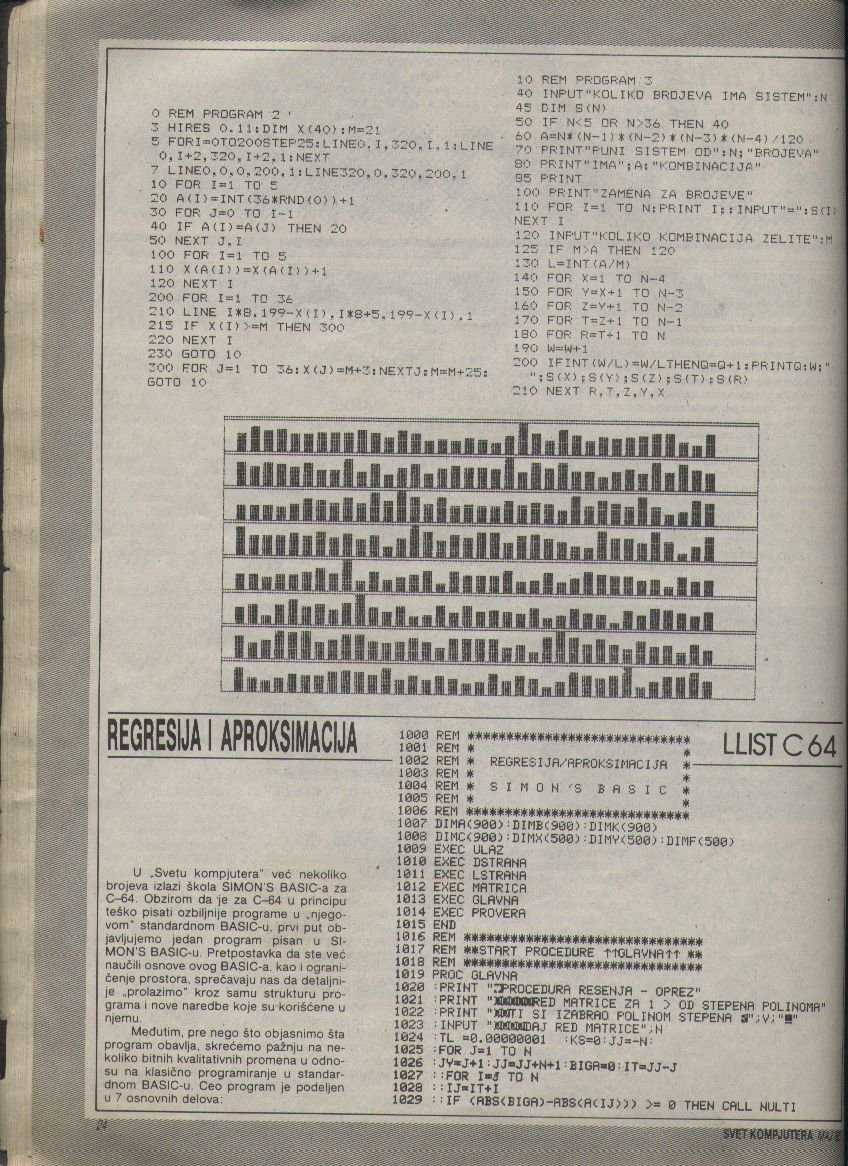 0 REM PROGRAM 2 '
3 HIRES 0.11:DIM X(40):M=21
5 FORI=0TO200STEP25:LINE0,I,320,I,1:LINE
0,I+2,320,I+2,1:NEXT
7 LINE0,0,0,200,1:LINE320,0,320,200,1
10 FOR I=1 TO 5
20 A(I)=INT(36*RND(0))+1
30 FOR J=0 TO I-1
40 IF A(I)=A(J) THEN 20
50 NEXT J,I
100 FOR I=1 TO 5
110 X(A(I))=X(A(I))+1
120 NEXT I
200 FOR I=1 TO 36
210 LINE I*8,199-X(I),I*8+5,199-X(I),1
215 IF X(I)>=M THEN 300
220 NEXT I
230 GOTO 10
300 FOR J=1 TO 36:X(J)=M+3:NEXTJ:M=M+25:
GOTO 10
10 REM PROGRAM 3
40 INPUT"KOLIKO BROJEVA IMA SISTEM";N
45 DIM S(N)
50 IF N<5 OR N>36 THEN 40
60 A=N*(N-1)*(N-2)*(N-3)*(N-4)/120
70 PRINT"PUNI SISTEM OD";N;"BROJEVA"
80 PRINT"IMA";A;"KOMBINACIJA"
85 PRINT
100 PRINT"ZAMENA ZA BROJEVE"
110 FOR I=1 TO N:PRINT I;:INPUT"=";S(I)
NEXT I
120 INPUT"KOLIKO KOMBINACIJA ZELITE";M
125 IF M>A THEN 120
130 L=INT(A/M)
140 FOR X=1 TO N-4
150 FOR Y=X+1 TO N-3
160 FOR Z=Y+1 TO N-2
170 FOR T=Z+1 TO N-1
180 FOR R=T+1 TO N
190 W=W+1
200 IFINT(W/L)=W/LTHENQ=Q+1:PRINTQ;W;"
";S(X);S(Y);S(Z);S(T);S(R)
210 NEXT R,T,Z,Y,X
REGRESIJA I APROKSIMACIJA
LLIST C 64
U „Svetu kompjutera" već nekoliko
brojeva izlazi škola SIMON'S BASIC-a za
C–64. Obzirom da je za C–64 u principu
teško pisati ozbiljnije programe u „njego-
vom" standardnom BASIC-u, prvi put ob-
javljujemo jedan program pisan u SI-
MON'S BASIC-u. Pretpostavka da ste već
naučili osnove ovog BASIC-a, kao i ograni-
čenje prostora, sprečavaju nas da detaljni-
je „prolazimo" kroz samu strukturu pro-
grama i nove naredbe koje su korišćene u
njemu.
Međutim, pre nego što objasnimo šta
program obavlja, skrećemo pažnju na ne-
koliko bitnih kvalitativnih promena u odno-
su na klasično programiranje u standar-
dnom BASIC-u. Ceo program je podeljen
u 7 osnovnih delova:
1000 REM ****************************
1001 REM * *
1002 REM * REGRESIJA/APROKSIMACIJA *
1003 REM * *
1004 REM * S I M O N 'S B A S I C *
1005 REM * *
1006 REM ****************************
1007 DIMA(900):DIMB(900):DIMK(900)
1008 DIMC(900):DIMX(500):DIMY(500):DIMF(500)
1009 EXEC ULAZ
1010 EXEC DSTRANA
1011 EXEC LSTRANA
1012 EXEC MATRICA
1013 EXEC GLAVNA
1014 EXEC PROVERA
1015 END
1016 REM ******************************
1017 REM **START PROCEDURE ↑↑GLAVNA↑↑ **
1018 REM ******************************
1019 PROC GLAVNA
1020 :PRINT "PROCEDURA RESENJA - OPREZ"
1021 :PRINT "RED MATRICE ZA 1 > OD STEPENA POLINOMA"
1022 :PRINT "TI SI IZABRAO POLINOM STEPENA";V;"
1023 :INPUT "DAJ RED MATRICE";N
1024 :TL =0.00000001 :KS=0:JJ=-N:
1025 :FOR J=1 TO N
1026 :JY=J+1:JJ=JJ+N+1:BIGA=0:IT=JJ-J
1027 ::FOR I=J TO N
1028 ::IJ=IT+I
1029 ::IF (ABS(BIGA)-ABS(A(IJ))) >= 0 THEN CALL NULTI
24
SVET KOMPJUTERA